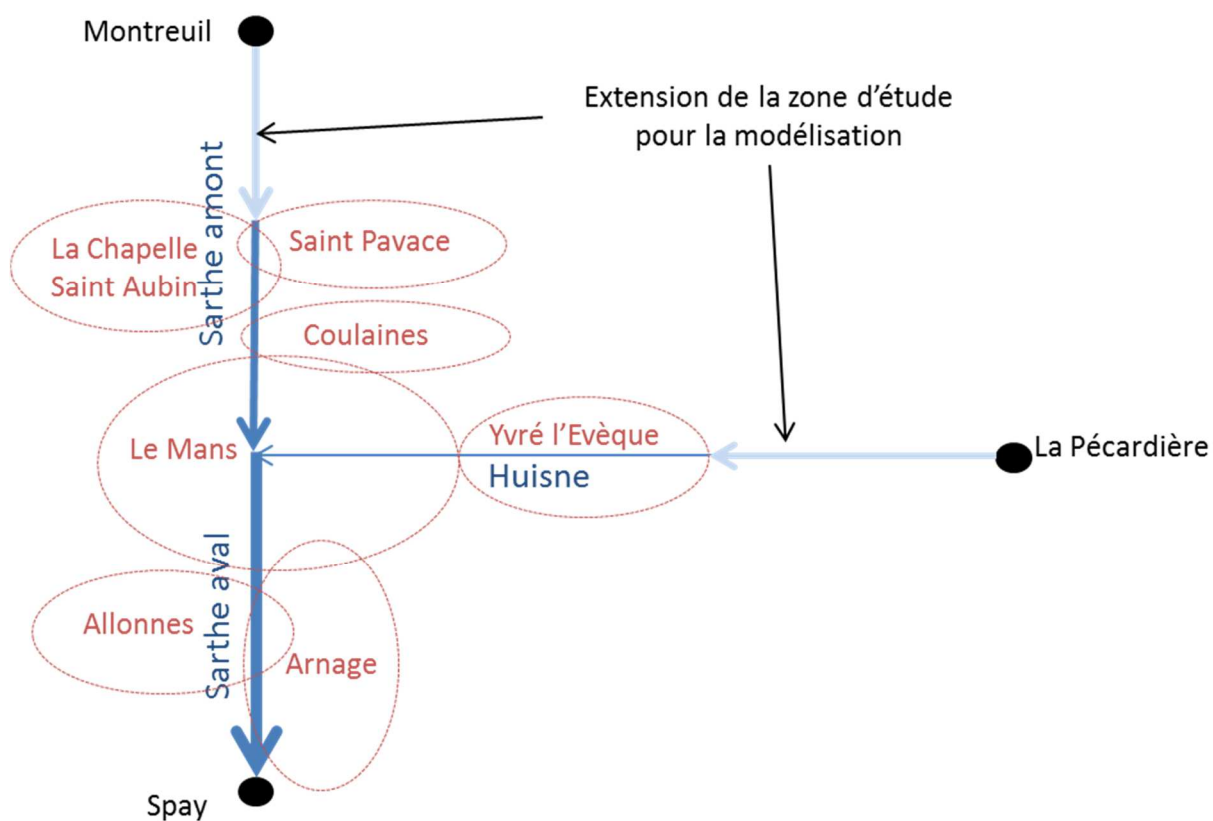 Montreuil
Extension de la zone d'étude
pour la modélisation
Sarthe amont
La Chapelle
Saint Aubin
Saint Pavace
Coulaines
Le Mans
Yvré l'Evèque
Huisne
La Pécardière
Sarthe aval
Allonnes
Arnage
Spay